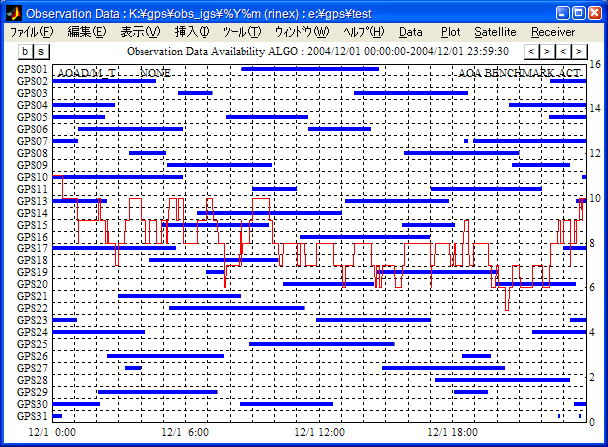 Observation Data : K:¥gps¥obs_igs¥%Y%m (rinex) : e:¥gps¥test
ﾌｧｲﾙ(F) 編集(E) 表示(V) 挿入(I) ﾂｰﾙ(T) ｳｨﾝﾄﾞｳ(W) ﾍﾙﾌﾟ(H) Data Plot Satellite Receiver
b s Observation Data Availability ALGO : 2004/12/01 00:00:00-2004/12/01 23:59:30 < > < >
AOAD/M_T NONE AOA BENCHMARK ACT
GPS01
GPS02
GPS03
GPS04
GPS05
GPS06
GPS07
GPS08
GPS09
GPS10
GPS11
GPS13
GPS14
GPS15
GPS16
GPS17
GPS18
GPS19
GPS20
GPS21
GPS22
GPS23
GPS24
GPS25
GPS26
GPS27
GPS28
GPS29
GPS30
GPS31
16
14
12
10
8
6
4
2
0
12/1 0:00 12/1 6:00 12/1 12:00 12/1 18:00